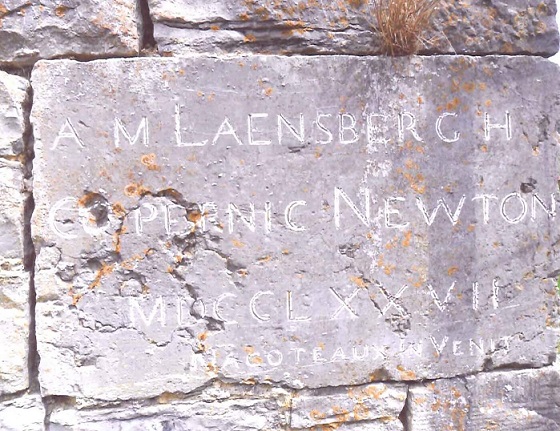 A M LAENSBERGH
COPERNIC NEWTON
MDCCLXXVII
MAGOTEAUX INVENIT